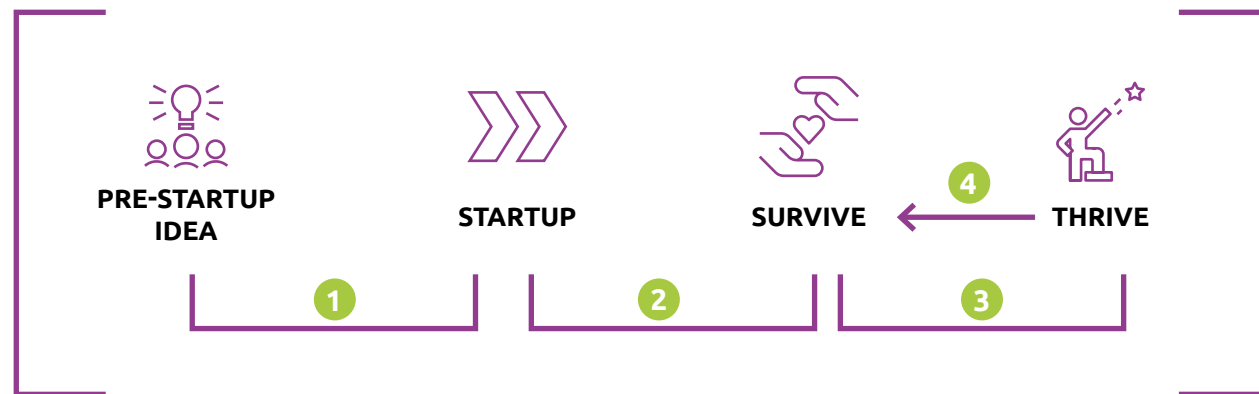 PRE-STARTUP
IDEA
STARTUP
SURVIVE
4
THRIVE
1
2
3